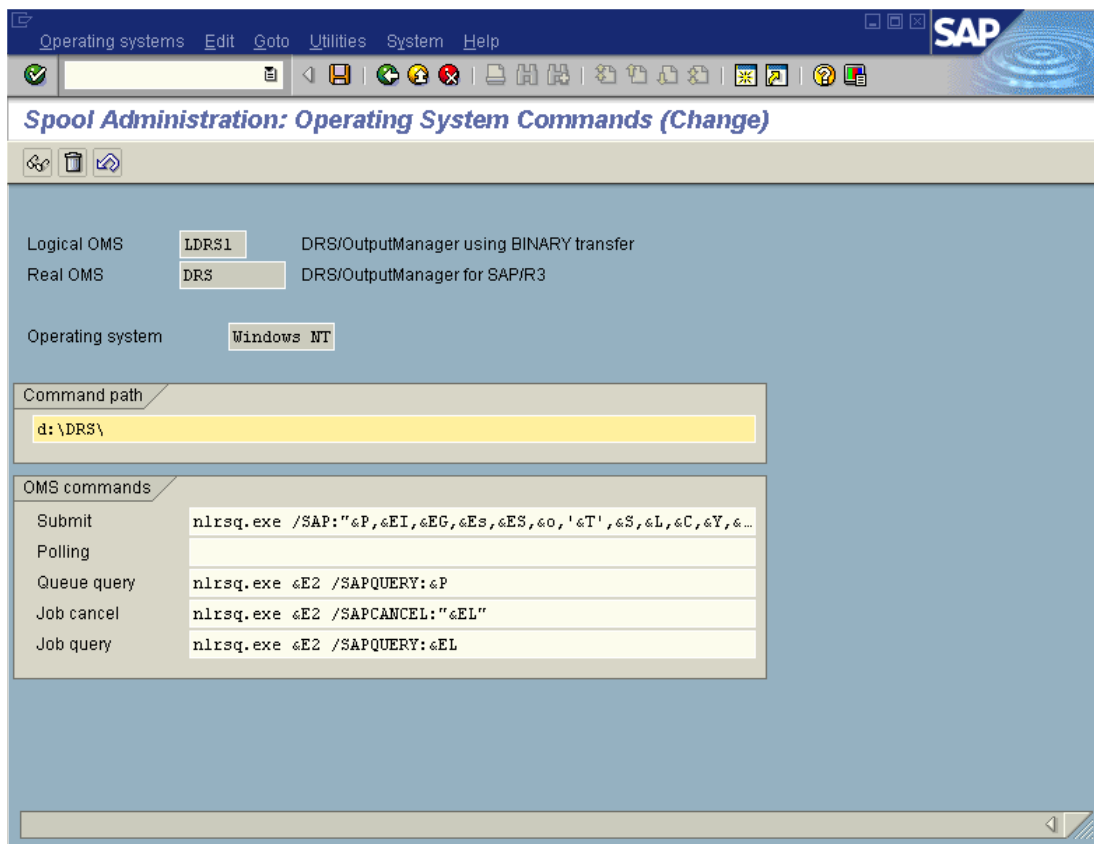 Operating systems Edit Goto Utilities System Help
SAP
Spool Administration: Operating System Commands (Change)
Logical OMS LDRS1 DRS/OutputManager using BINARY transfer
Real OMS DRS DRS/OutputManager for SAP/R3
Operating system Windows NT
Command path
d:\DRS\
OMS commands
Submit nlrsq.exe /SAP:"&P,&EI,&EG,&Es,&ES,&o,'&T',&S,&L,&C,&Y,&…
Polling
Queue query nlrsq.exe &E2 /SAPQUERY:&P
Job cancel nlrsq.exe &E2 /SAPCANCEL:"&EL"
Job query nlrsq.exe &E2 /SAPQUERY:&EL